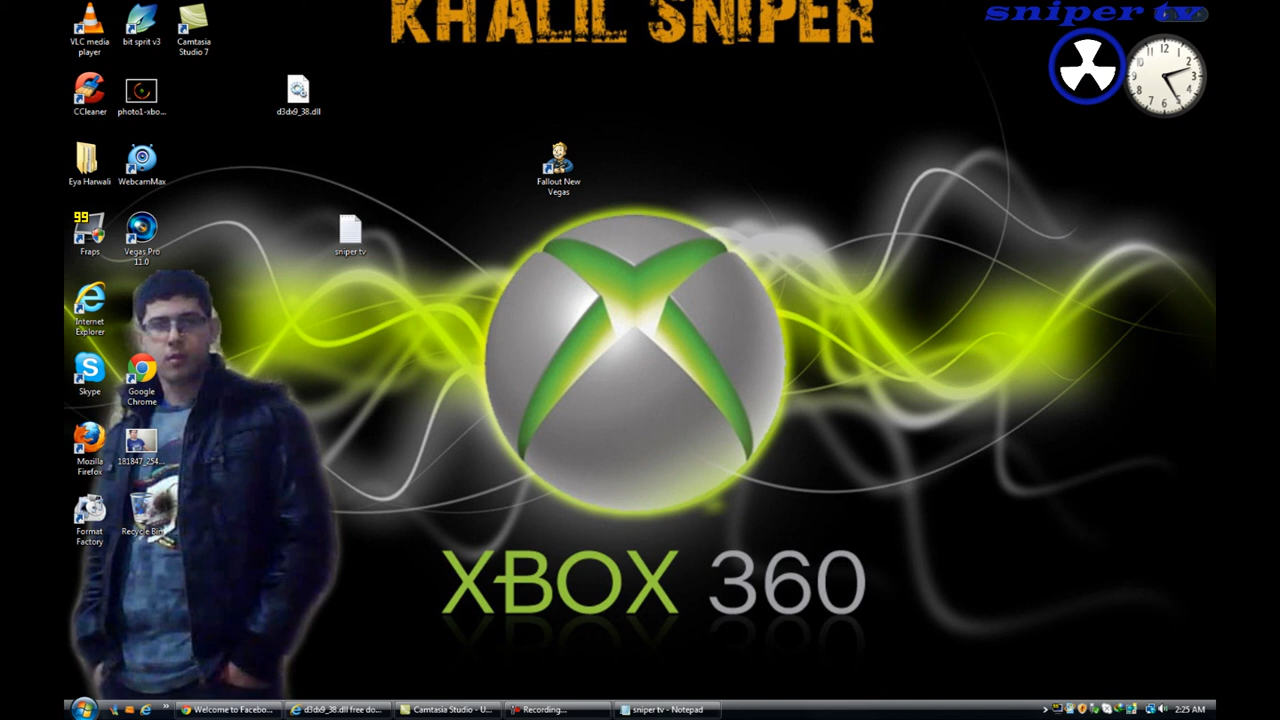 KHALIL SNIPER
sniper tv
VLC media player
bit sprit v3
Camtasia Studio 7
CCleaner
photo1-xbo...
d3dx9_38.dll
Eya Harwali
WebcamMax
Fallout New Vegas
99
Fraps
Vegas Pro 11.0
sniper tv
Internet Explorer
Skype
Google Chrome
Mozilla Firefox
181847_254...
Format Factory
Recycle Bin
XBOX 360
Welcome to Facebo...
d3dx9_38.dll free do...
Camtasia Studio - U...
Recording...
sniper tv - Notepad
2:25 AM